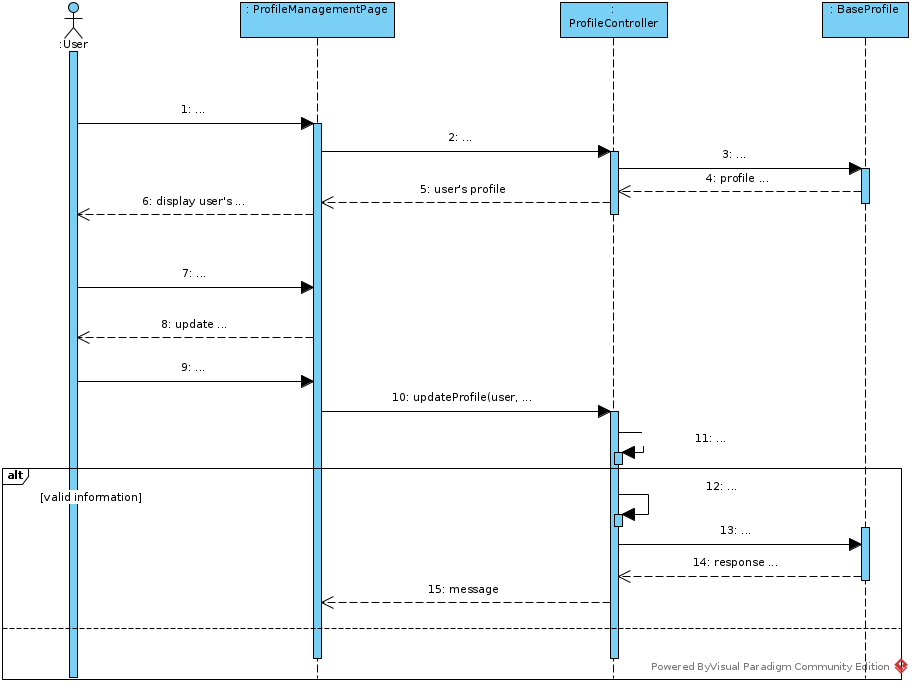 : ProfileManagementPage
:
ProfileController
: BaseProfile
:User
1: ...
2: ...
3: ...
4: profile ...
5: user's profile
6: display user's ...
7: ...
8: update ...
9: ...
10: updateProfile(user, ...
11: ...
alt
12: ...
[valid information]
13: ...
14: response ...
15: message
Powered ByVisual Paradigm Community Edition